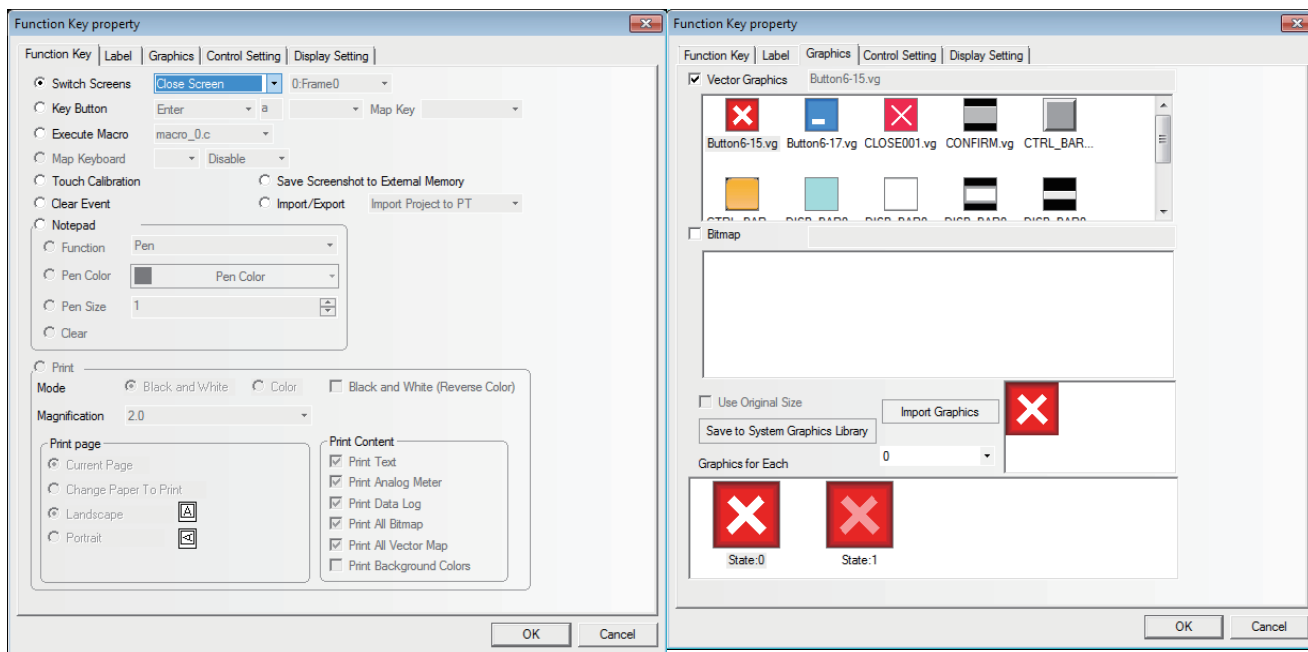 Function Key property
Function Key Label Graphics Control Setting Display Setting
Switch Screens Close Screen 0:Frame0
Key Button Enter a Map Key
Execute Macro macro_0.c
Map Keyboard Disable
Touch Calibration Save Screenshot to External Memory
Clear Event Import/Export Import Project to PT
Notepad
Function Pen
Pen Color Pen Color
Pen Size 1
Clear
Print
Mode Black and White Color Black and White (Reverse Color)
Magnification 2.0
Print page
Current Page
Change Paper To Print
Landscape A
Portrait A
Print Content
Print Text
Print Analog Meter
Print Data Log
Print All Bitmap
Print All Vector Map
Print Background Colors
OK Cancel
Function Key property
Function Key Label Graphics Control Setting Display Setting
Vector Graphics Button6-15.vg
Button6-15.vg Button6-17.vg CLOSE001.vg CONFIRM.vg CTRL_BAR...
Bitmap
Use Original Size
Import Graphics
Save to System Graphics Library
Graphics for Each 0
State:0 State:1
OK Cancel